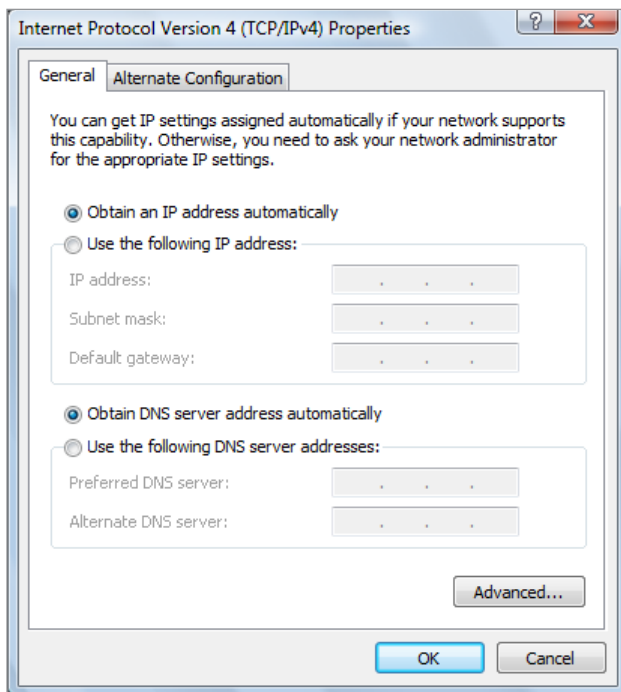 Internet Protocol Version 4 (TCP/IPv4) Properties
General
Alternate Configuration
You can get IP settings assigned automatically if your network supports
this capability. Otherwise, you need to ask your network administrator
for the appropriate IP settings.
Obtain an IP address automatically
Use the following IP address:
IP address:
Subnet mask:
Default gateway:
Obtain DNS server address automatically
Use the following DNS server addresses:
Preferred DNS server:
Alternate DNS server:
Advanced...
OK
Cancel